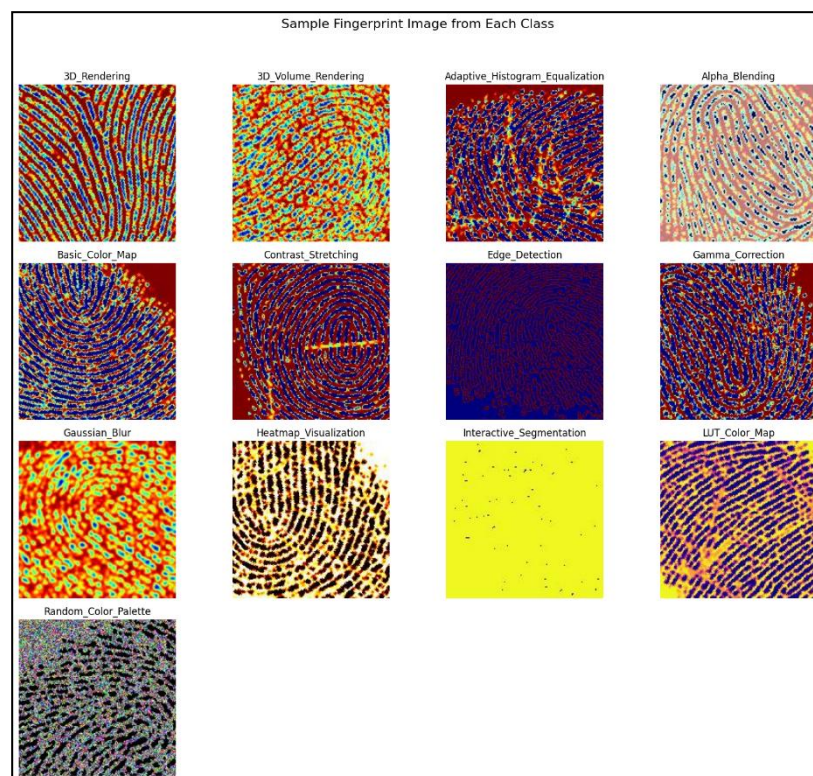 Sample Fingerprint Image from Each Class
3D_Rendering
3D_Volume_Rendering
Adaptive_Histogram_Equalization
Alpha_Blending
Basic_Color_Map
Contrast_Stretching
Edge_Detection
Gamma_Correction
Gaussian_Blur
Heatmap_Visualization
Interactive_Segmentation
LUT_Color_Map
Random_Color_Palette